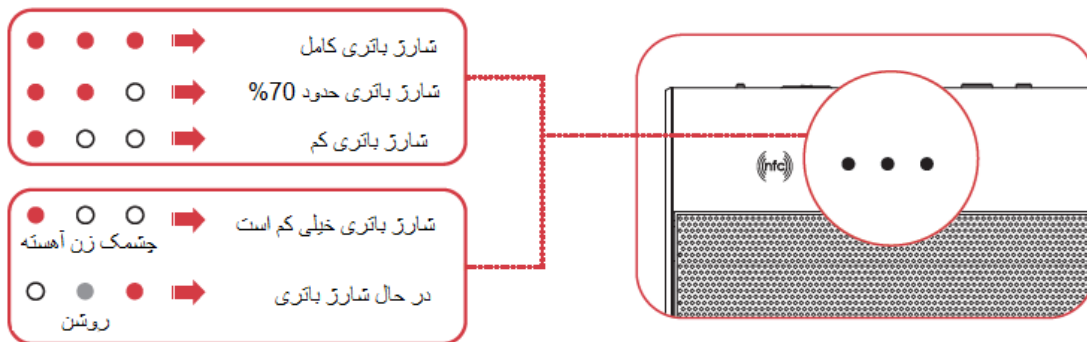 شارژ باتری کامل
شارژ باتری حدود 70%
شارژ باتری کم
شارژ باتری خیلی کم است
چشمک زن آهسته
در حال شارژ باتری
روشن
nfc